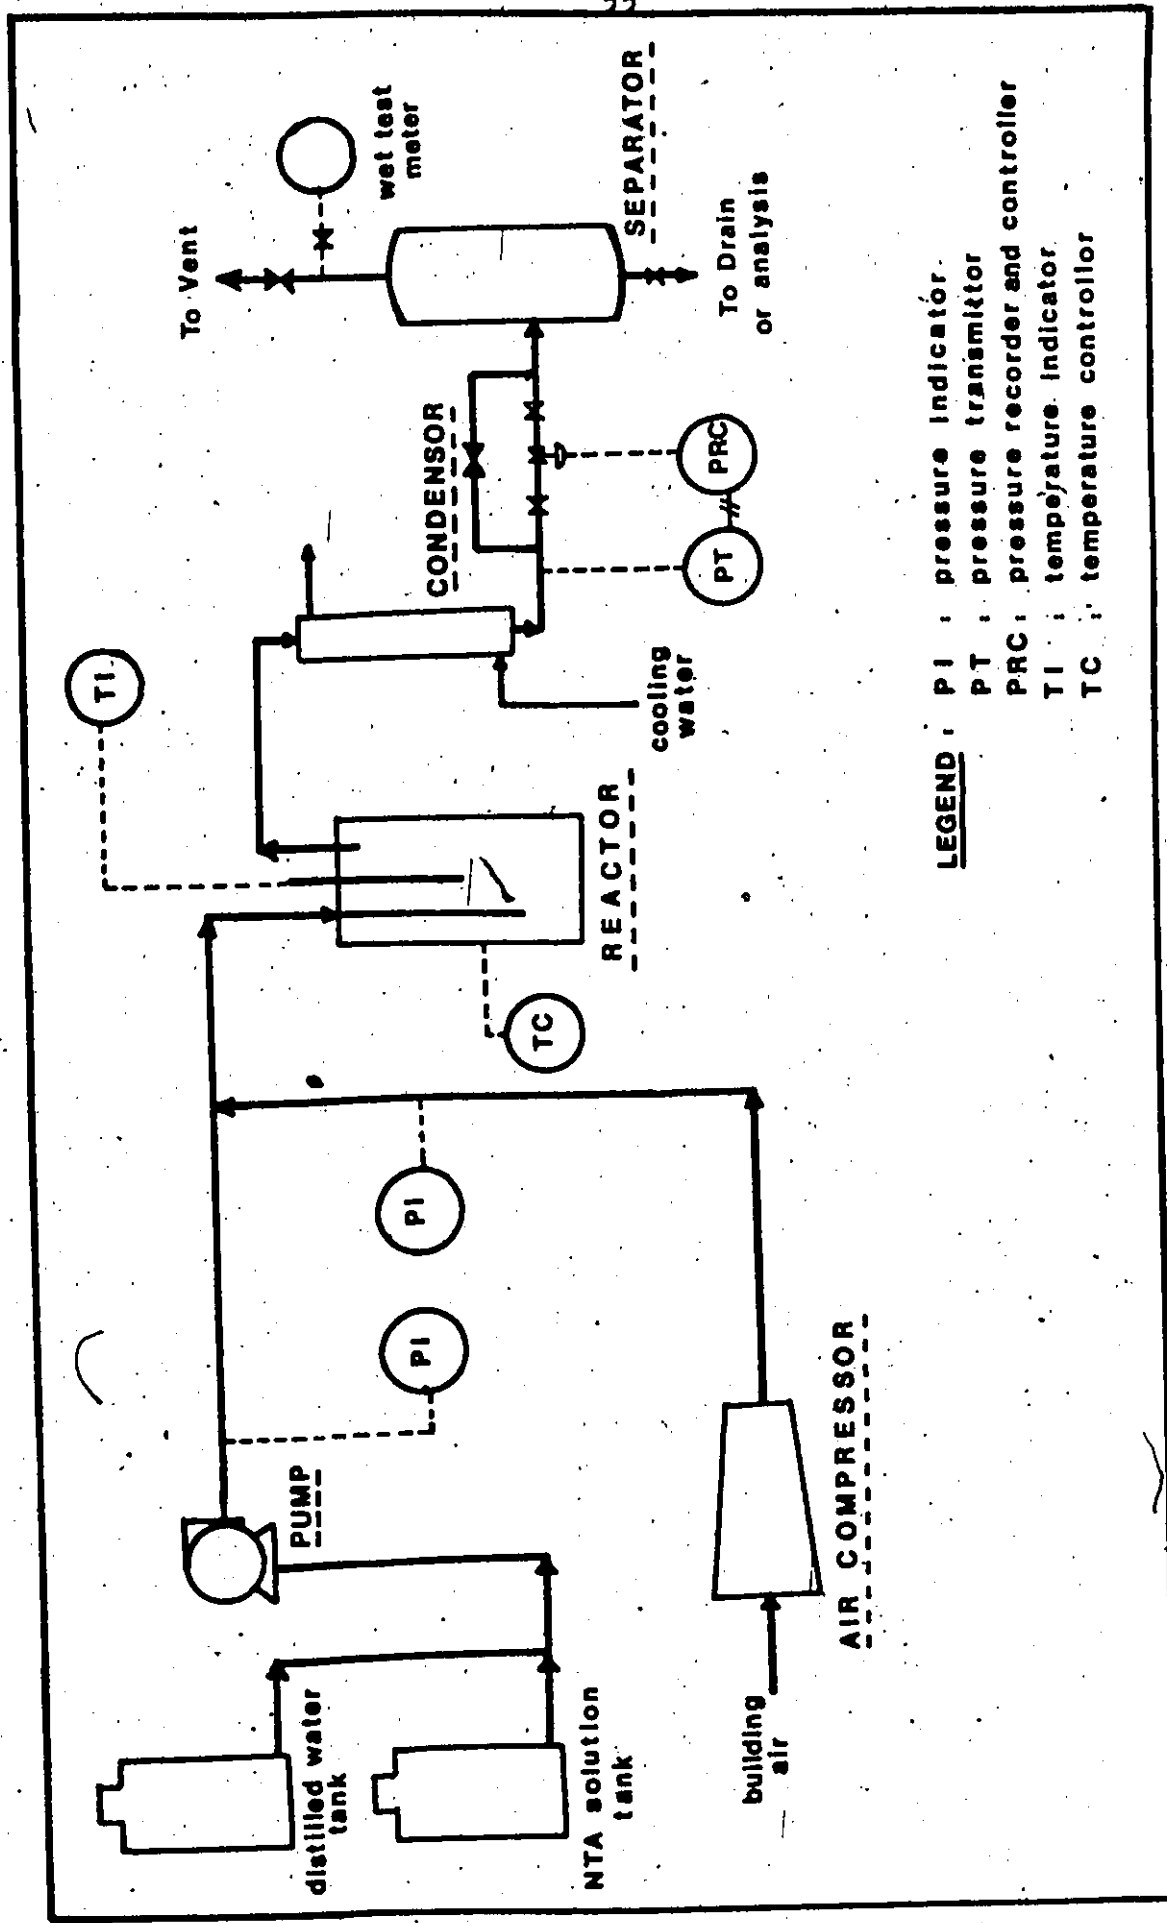 22
To Vent
wet test
meter
SEPARATOR
To Drain
or analysis
CONDENSOR
TI
PRC
PT
cooling
water
REACTOR
TC
PI
PI
PUMP
distilled water
tank
NTA solution
tank
building
air
AIR COMPRESSOR
LEGEND : PI : pressure indicator
PT : pressure transmittor
PRC : pressure recorder and controller
TI : temperature indicator
TC : temperature controllor